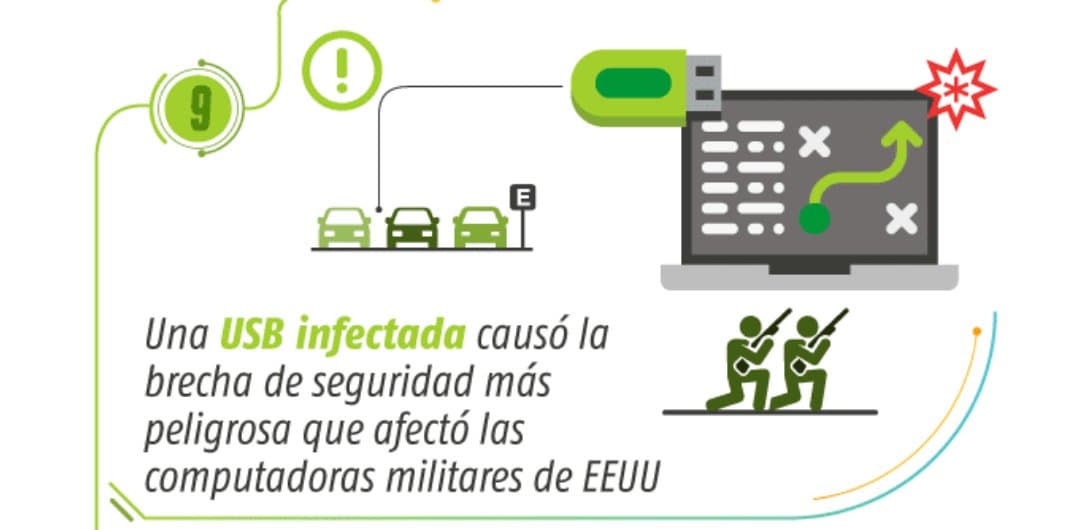 9
!
E
Una USB infectada causó la
brecha de seguridad más
peligrosa que afectó las
computadoras militares de EEUU